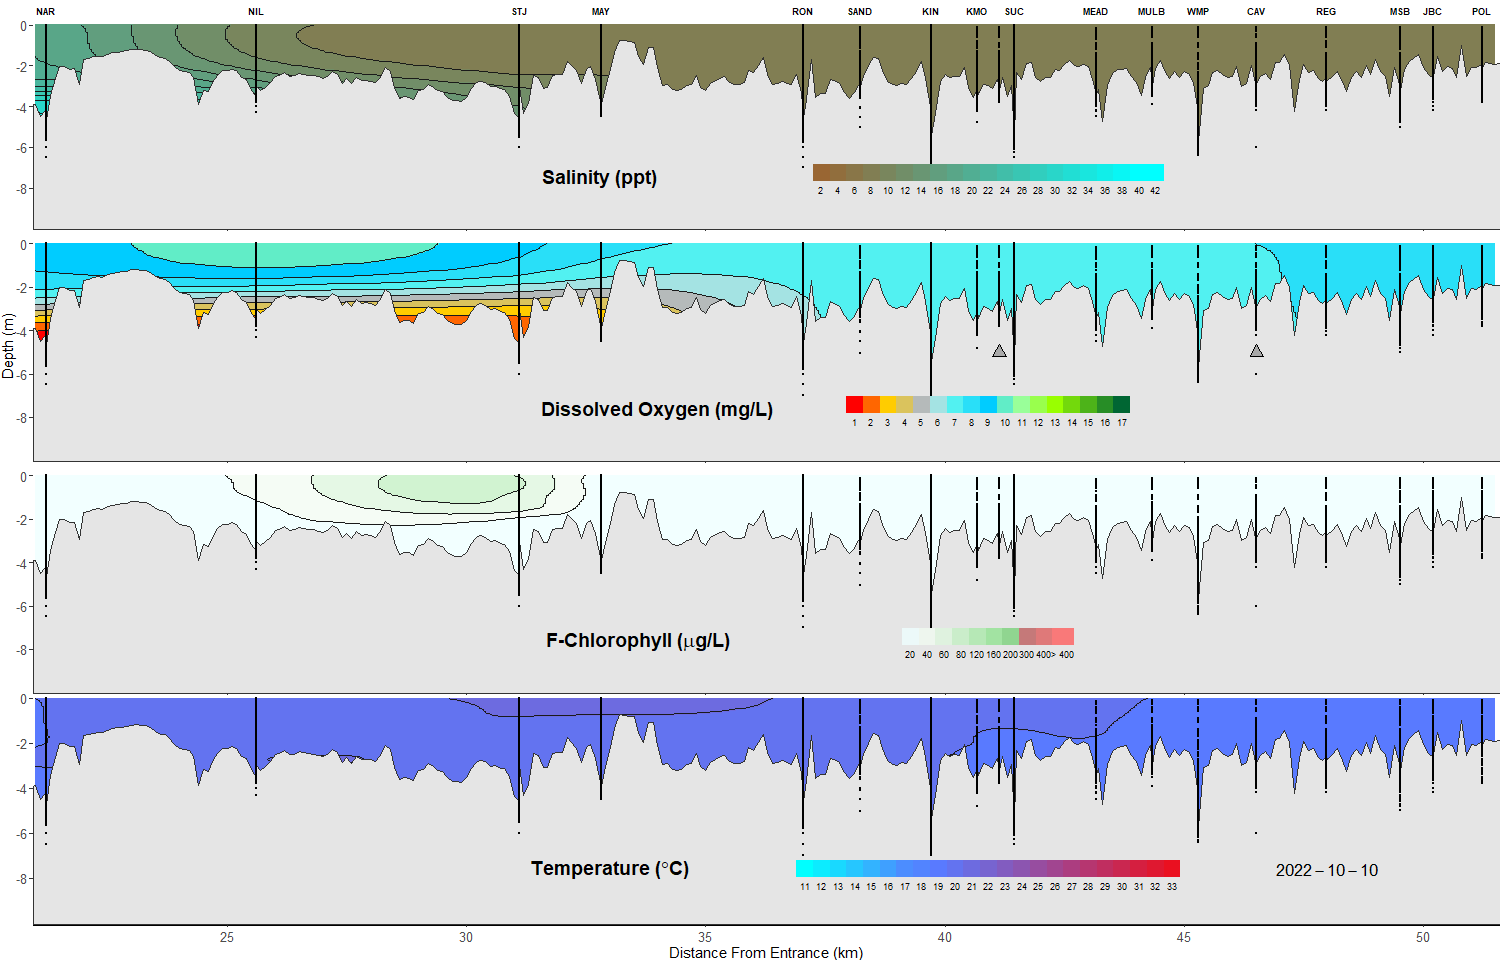 NAR NIL STJ MAY RON SAND KIN KMO SUC MEAD MULB WMP CAV REG MSB JBC POL
0
-2
-4
-6
-8
Salinity (ppt)
2 4 6 8 10 12 14 16 18 20 22 24 26 28 30 32 34 36 38 40 42
0
-2
-4
-6
-8
Depth (m)
Dissolved Oxygen (mg/L)
1 2 3 4 5 6 7 8 9 10 11 12 13 14 15 16 17
0
-2
-4
-6
-8
F-Chlorophyll (μg/L)
20 40 60 80 120 160 200 300 400> 400
0
-2
-4
-6
-8
Temperature (°C)
11 12 13 14 15 16 17 18 19 20 21 22 23 24 25 26 27 28 29 30 31 32 33
2022 – 10 – 10
25 30 35 40 45 50
Distance From Entrance (km)